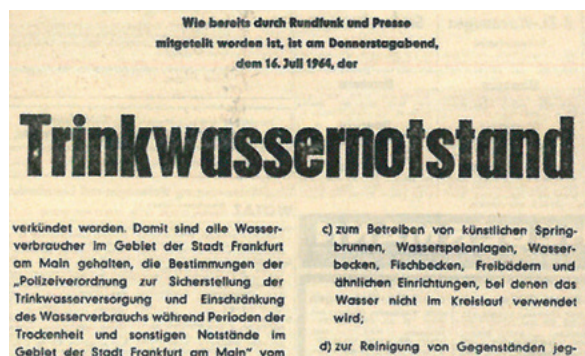 Wie bereits durch Rundfunk und Presse
mitgeteilt worden ist, ist am Donnerstagabend,
dem 16. Juli 1964, der
Trinkwassernotstand
verkündet worden. Damit sind alle Wasser-
verbraucher im Gebiet der Stadt Frankfurt
am Main gehalten, die Bestimmungen der
„Polizeiverordnung zur Sicherstellung der
Trinkwasserversorgung und Einschränkung
des Wasserverbrauchs während Perioden der
Trockenheit und sonstigen Notstände im
Gebiet der Stadt Frankfurt am Main" vom
c) zum Betreiben von künstlichen Spring-
brunnen, Wasserspelanlagen, Wasser-
becken, Fischbecken, Freibädern und
ähnlichen Einrichtungen, bei denen das
Wasser nicht im Kreislauf verwendet
wird;
d) zur Reinigung von Gegenständen jeg-